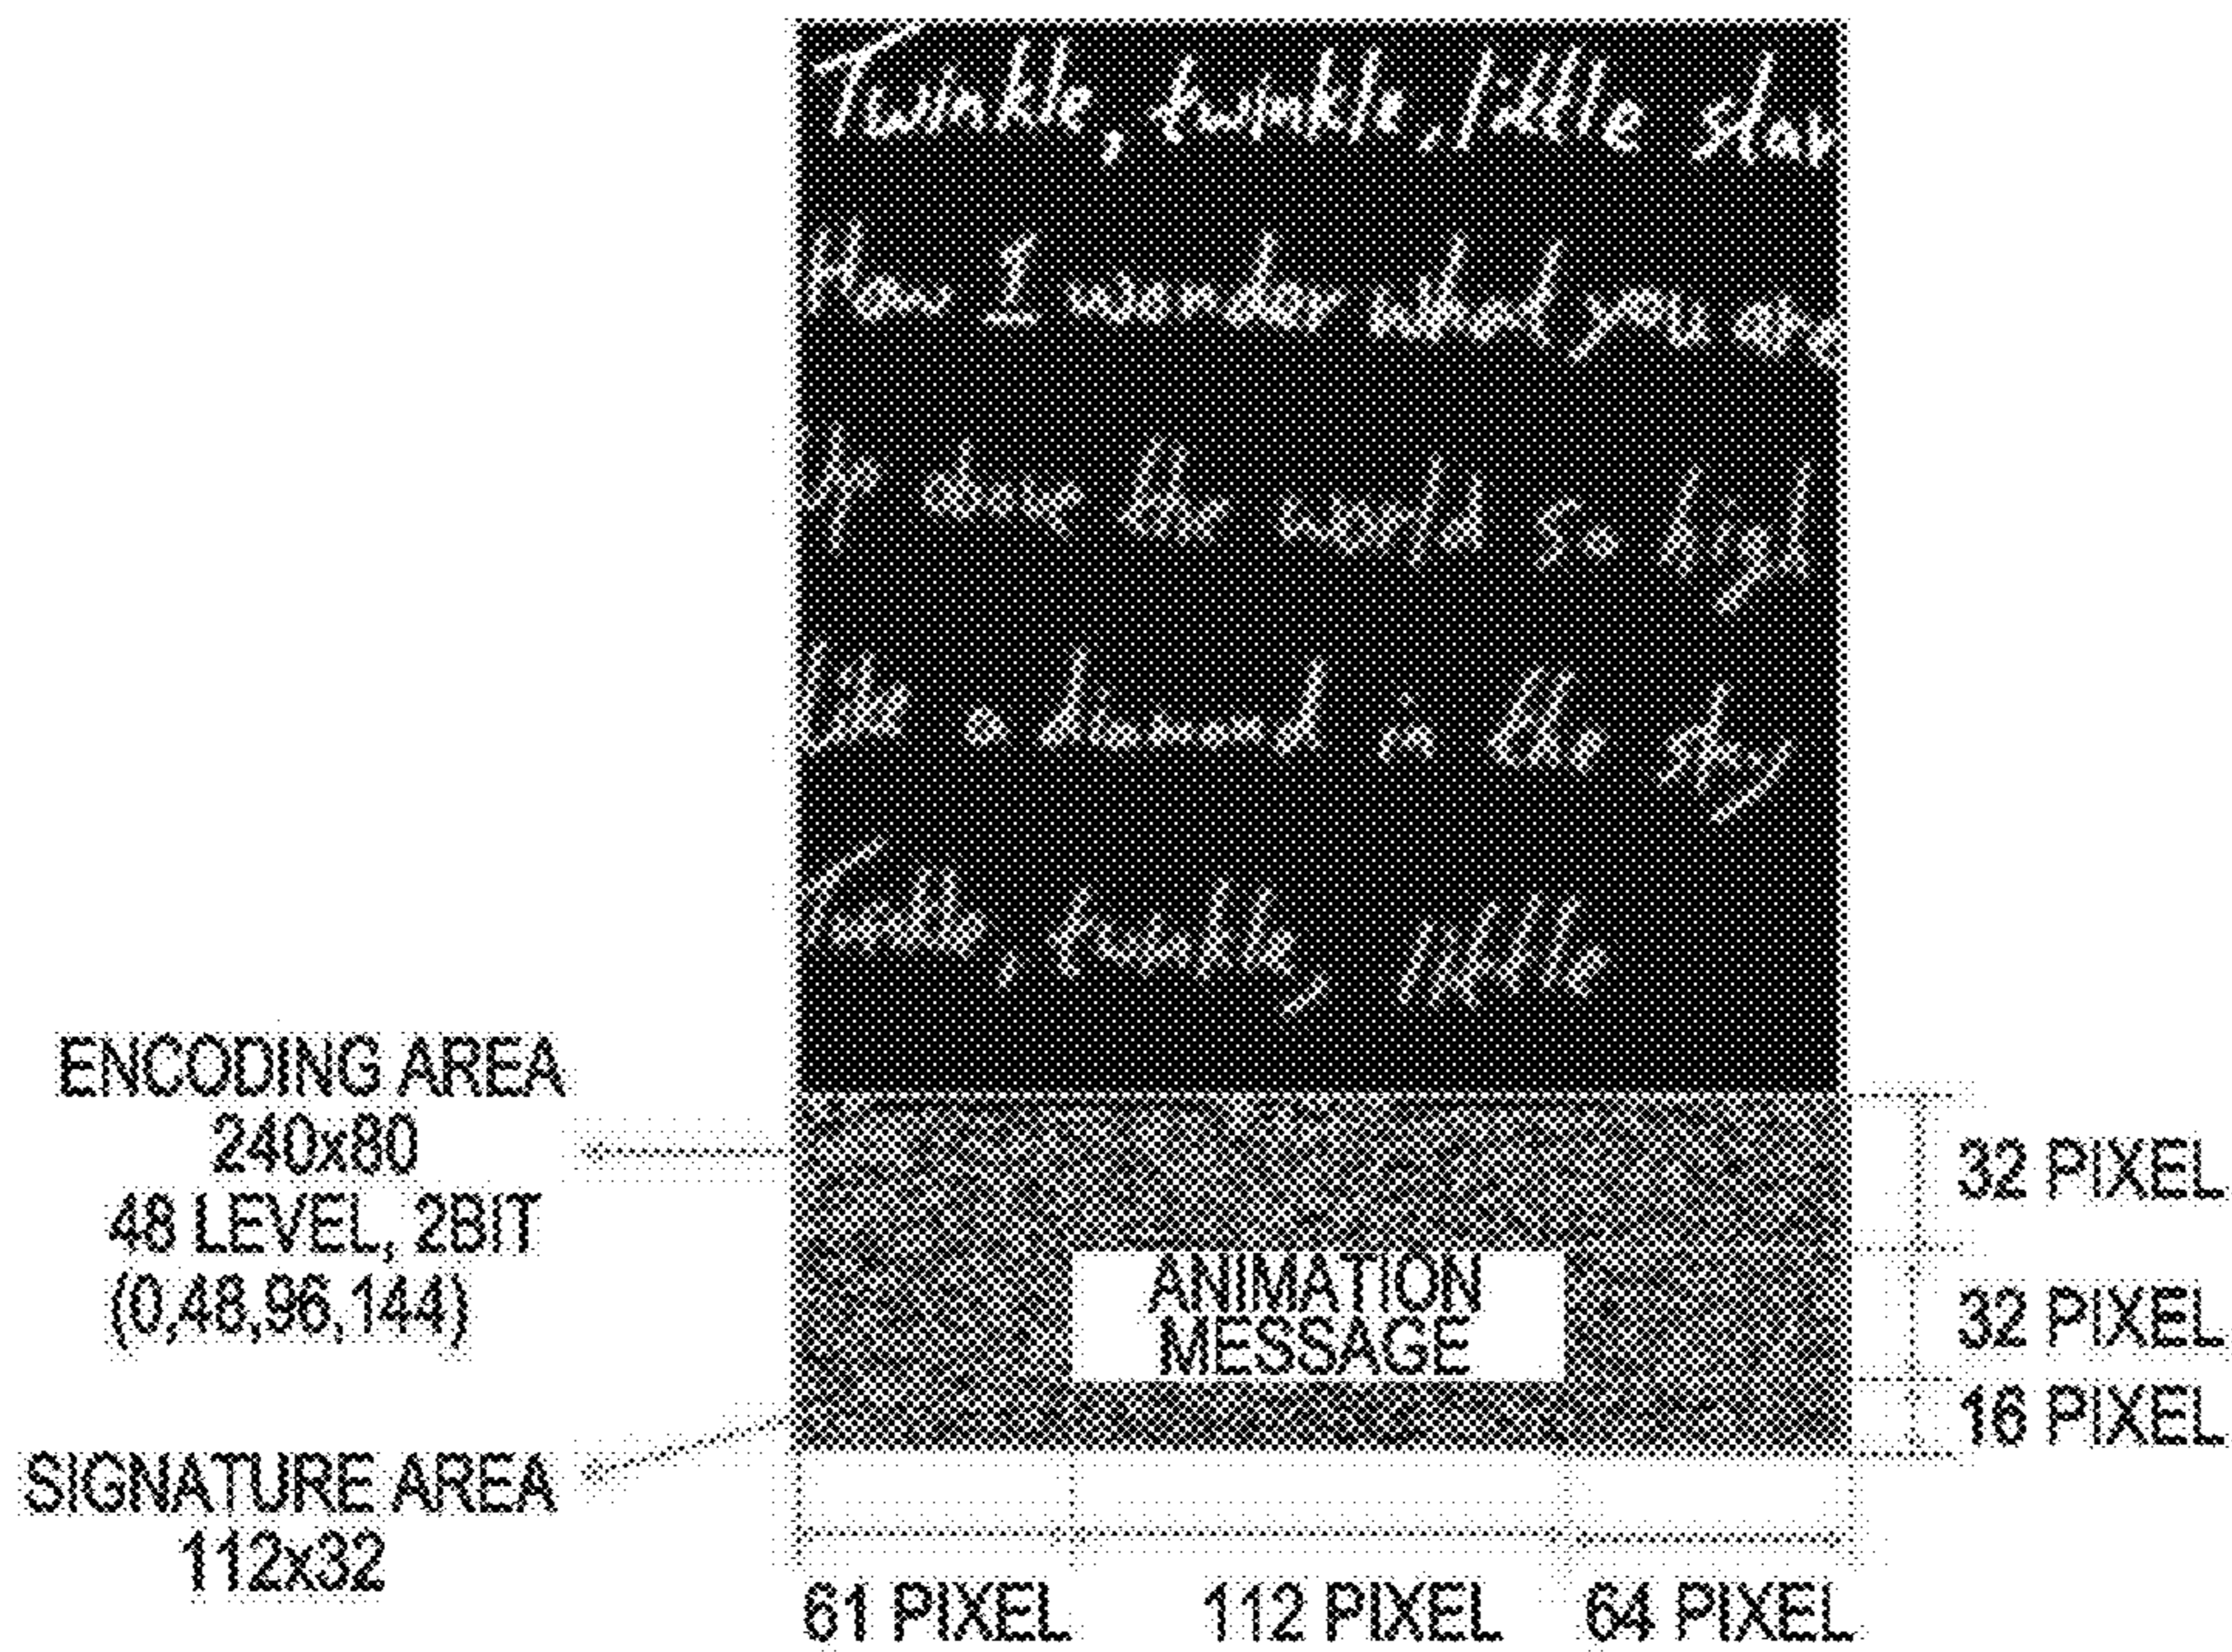 Twinkle, twinkle, little star
How I wonder what you are
Up above the world so high
like a diamond in the sky
Twinkle, twinkle, little
ENCODING AREA
240x80
48 LEVEL, 2BIT
(0,48,96,144)
SIGNATURE AREA
112x32
ANIMATION
MESSAGE
32 PIXEL
32 PIXEL
16 PIXEL
61 PIXEL
112 PIXEL
64 PIXEL